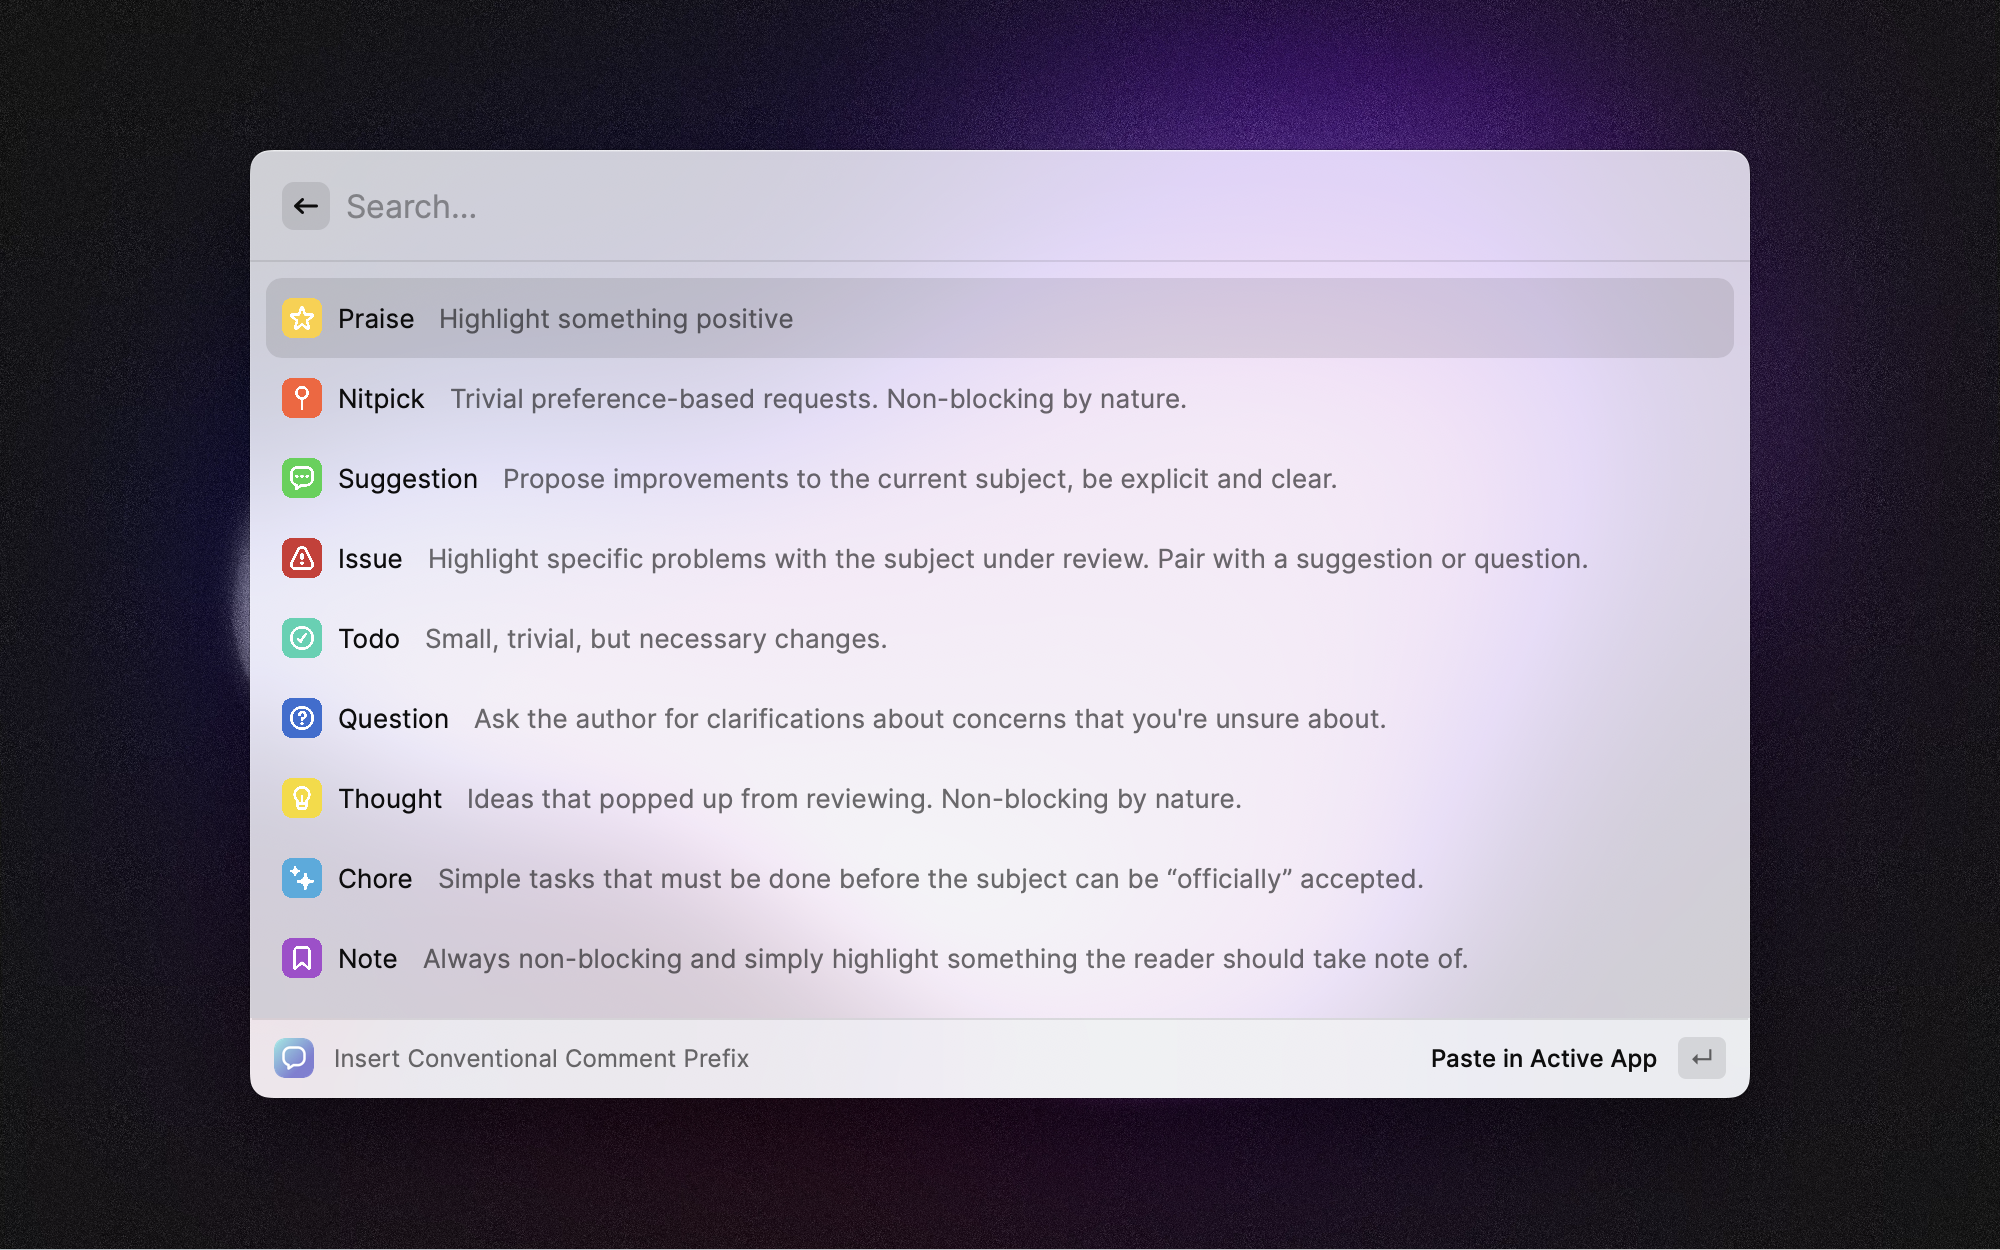 Search...
Praise Highlight something positive
Nitpick Trivial preference-based requests. Non-blocking by nature.
Suggestion Propose improvements to the current subject, be explicit and clear.
Issue Highlight specific problems with the subject under review. Pair with a suggestion or question.
Todo Small, trivial, but necessary changes.
Question Ask the author for clarifications about concerns that you're unsure about.
Thought Ideas that popped up from reviewing. Non-blocking by nature.
Chore Simple tasks that must be done before the subject can be “officially” accepted.
Note Always non-blocking and simply highlight something the reader should take note of.
Insert Conventional Comment Prefix Paste in Active App